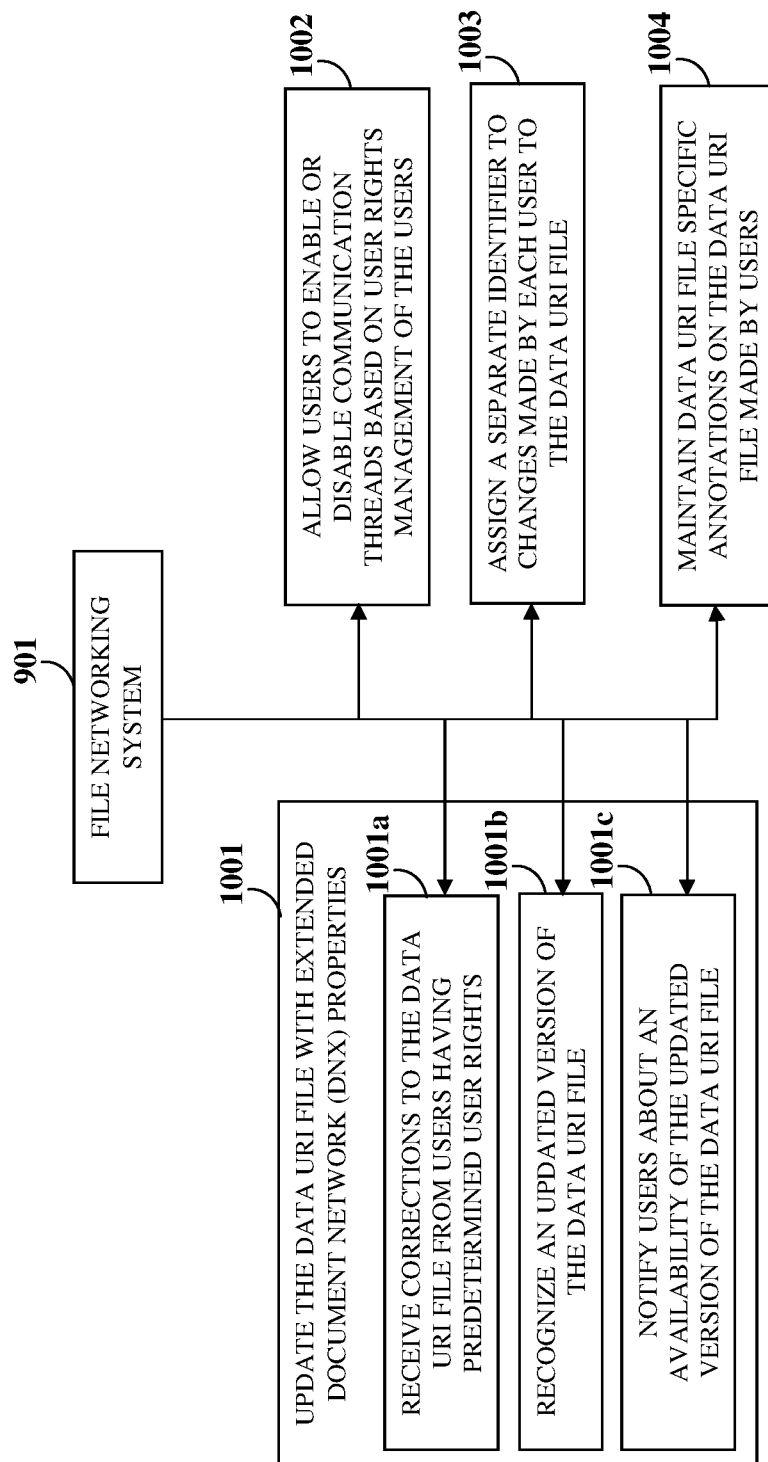 901
FILE NETWORKING
SYSTEM
1001
UPDATE THE DATA URI FILE WITH EXTENDED
DOCUMENT NETWORK (DNX) PROPERTIES
1001a
RECEIVE CORRECTIONS TO THE DATA
URI FILE FROM USERS HAVING
PREDETERMINED USER RIGHTS
1001b
RECOGNIZE AN UPDATED VERSION OF
THE DATA URI FILE
1001c
NOTIFY USERS ABOUT AN
AVAILABILITY OF THE UPDATED
VERSION OF THE DATA URI FILE
1002
ALLOW USERS TO ENABLE OR
DISABLE COMMUNICATION
THREADS BASED ON USER RIGHTS
MANAGEMENT OF THE USERS
1003
ASSIGN A SEPARATE IDENTIFIER TO
CHANGES MADE BY EACH USER TO
THE DATA URI FILE
1004
MAINTAIN DATA URI FILE SPECIFIC
ANNOTATIONS ON THE DATA URI
FILE MADE BY USERS